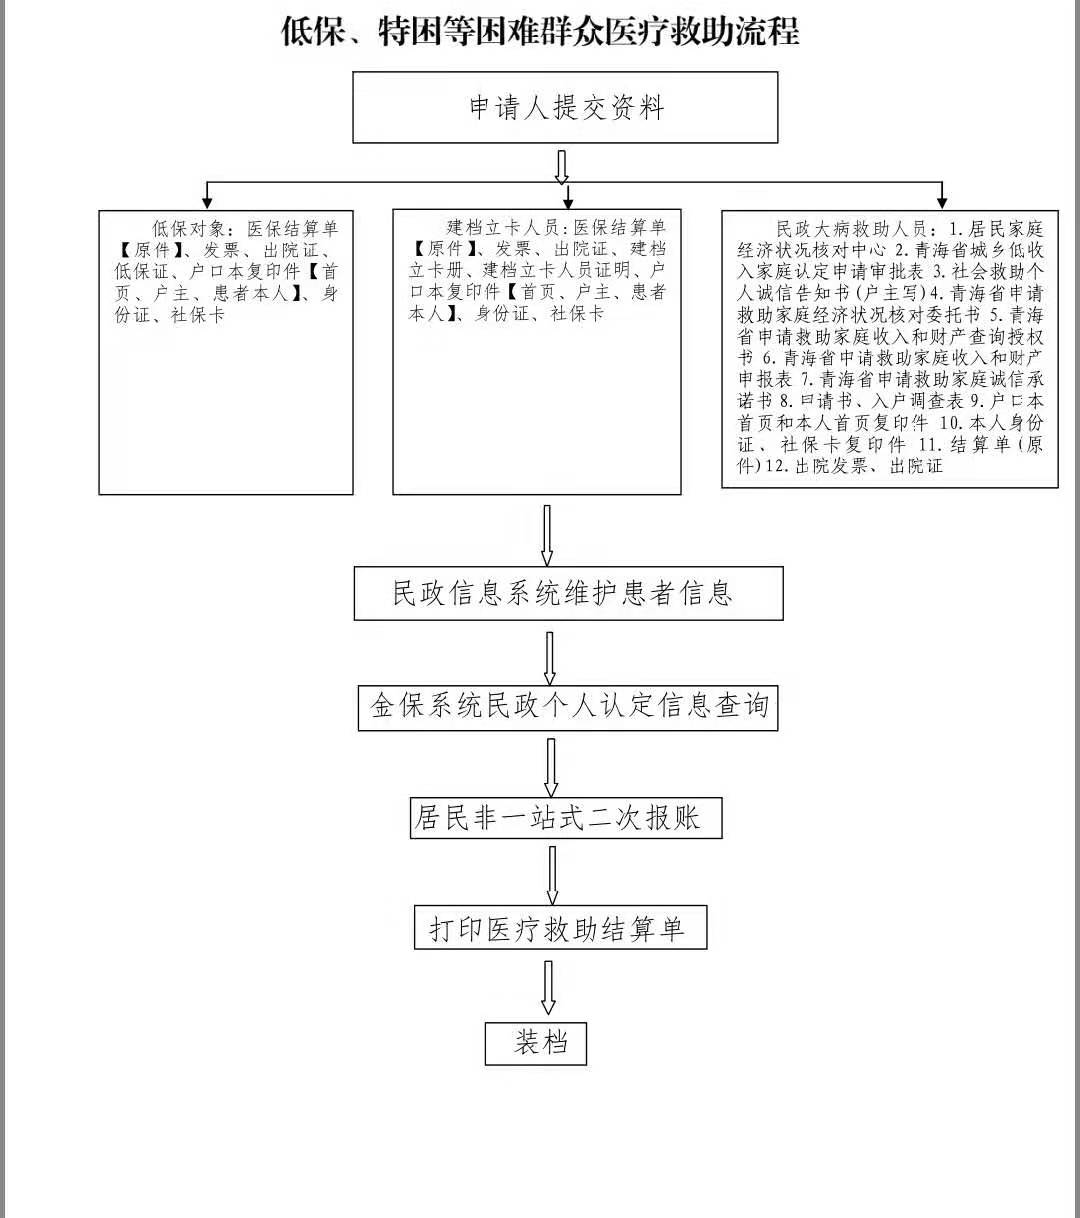 低保、特困等困难群众医疗救助流程
申请人提交资料
低保对象：医保结算单
【原件】、发票、出院证、
低保证、户口本复印件【首
页、户主、患者本人】、身
份证、社保卡
建档立卡人员：医保结算单
【原件】、发票、出院证、建档
立卡册、建档立卡人员证明、户
口本复印件【首页、户主、患者
本人】、身份证、社保卡
民政大病救助人员：1.居民家庭
经济状况核对中心 2.青海省城乡低收
入家庭认定申请审批表 3.社会救助个
人诚信告知书(户主写)4.青海省申请
救助家庭经济状况核对委托书 5.青海
省申请救助家庭收入和财产查询授权
书 6.青海省申请救助家庭收入和财产
申报表 7.青海省申请救助家庭诚信承
诺书 8.申请书、入户调查表 9.户口本
首页和本人首页复印件 10.本人身份
证、社保卡复印件 11.结算单(原
件)12.出院发票、出院证
民政信息系统维护患者信息
金保系统民政个人认定信息查询
居民非一站式二次报账
打印医疗救助结算单
装档